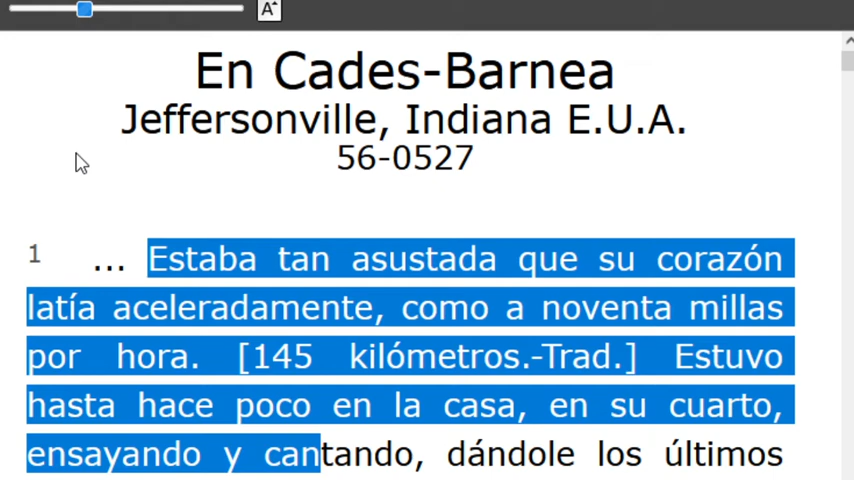 A
En Cades-Barnea
Jeffersonville, Indiana E.U.A.
56-0527
1 ... Estaba tan asustada que su corazón
latía aceleradamente, como a noventa millas
por hora. [145 kilómetros.-Trad.] Estuvo
hasta hace poco en la casa, en su cuarto,
ensayando y cantando, dándole los últimos